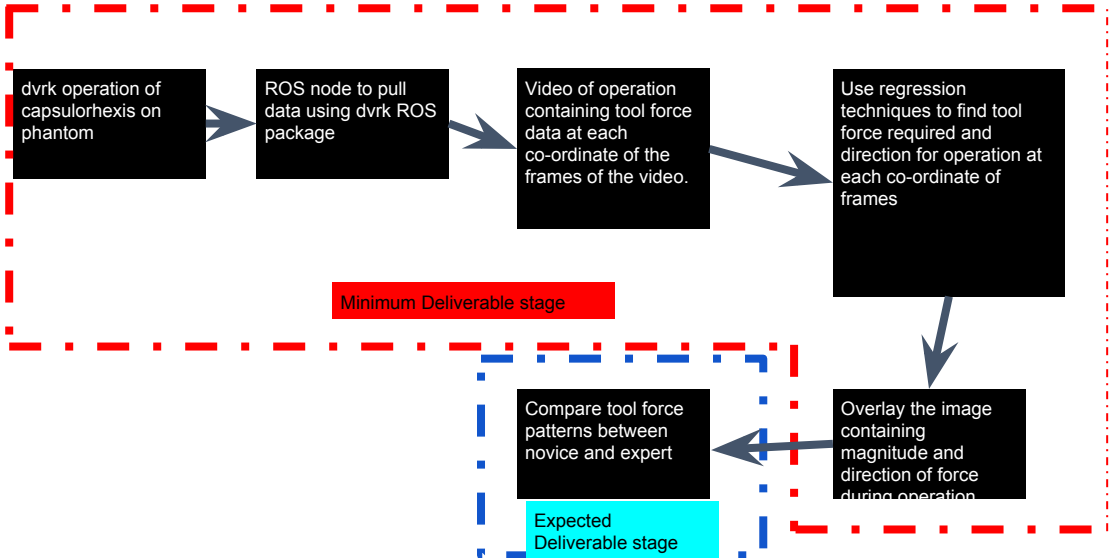 dvrk operation of
capsulorhexis on
phantom
ROS node to pull
data using dvrk ROS
package
Video of operation
containing tool force
data at each
co-ordinate of the
frames of the video.
Use regression
techniques to find tool
force required and
direction for operation at
each co-ordinate of
frames
Minimum Deliverable stage
Compare tool force
patterns between
novice and expert
Overlay the image
containing
magnitude and
direction of force
during operation
Expected
Deliverable stage